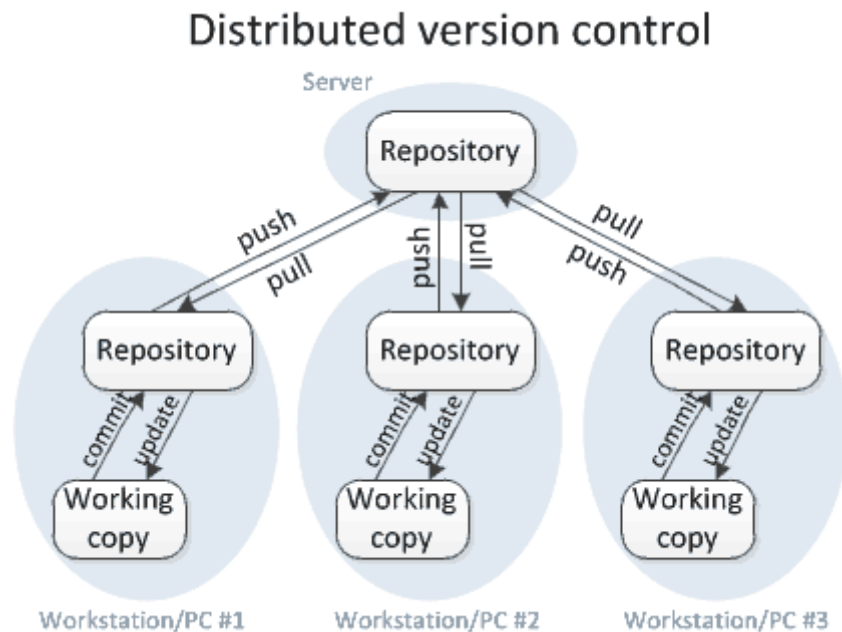 Distributed version control
Server
Repository
push
pull
push
pull
pull
push
Repository
Repository
Repository
commit
update
commit
update
commit
update
Working
copy
Working
copy
Working
copy
Workstation/PC #1
Workstation/PC #2
Workstation/PC #3